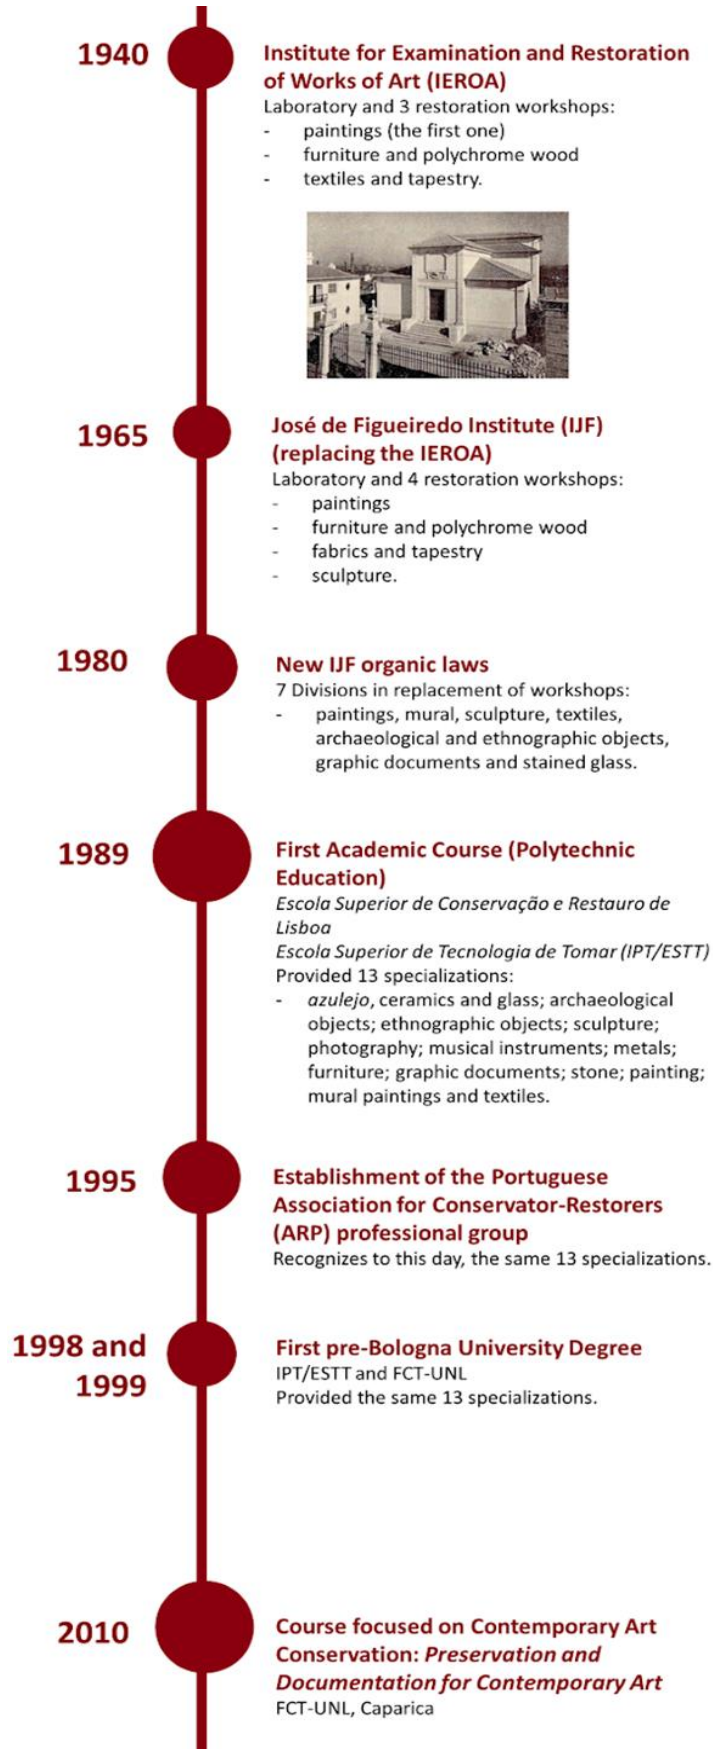 1940
Institute for Examination and Restoration
of Works of Art (IEROA)
Laboratory and 3 restoration workshops:
- paintings (the first one)
- furniture and polychrome wood
- textiles and tapestry.
1965
José de Figueiredo Institute (IJF)
(replacing the IEROA)
Laboratory and 4 restoration workshops:
- paintings
- furniture and polychrome wood
- fabrics and tapestry
- sculpture.
1980
New IJF organic laws
7 Divisions in replacement of workshops:
- paintings, mural, sculpture, textiles,
archaeological and ethnographic objects,
graphic documents and stained glass.
1989
First Academic Course (Polytechnic
Education)
Escola Superior de Conservação e Restauro de
Lisboa
Escola Superior de Tecnologia de Tomar (IPT/ESTT)
Provided 13 specializations:
- azulejo, ceramics and glass; archaeological
objects; ethnographic objects; sculpture;
photography; musical instruments; metals;
furniture; graphic documents; stone; painting;
mural paintings and textiles.
1995
Establishment of the Portuguese
Association for Conservator-Restorers
(ARP) professional group
Recognizes to this day, the same 13 specializations.
1998 and
1999
First pre-Bologna University Degree
IPT/ESTT and FCT-UNL
Provided the same 13 specializations.
2010
Course focused on Contemporary Art
Conservation: Preservation and
Documentation for Contemporary Art
FCT-UNL, Caparica